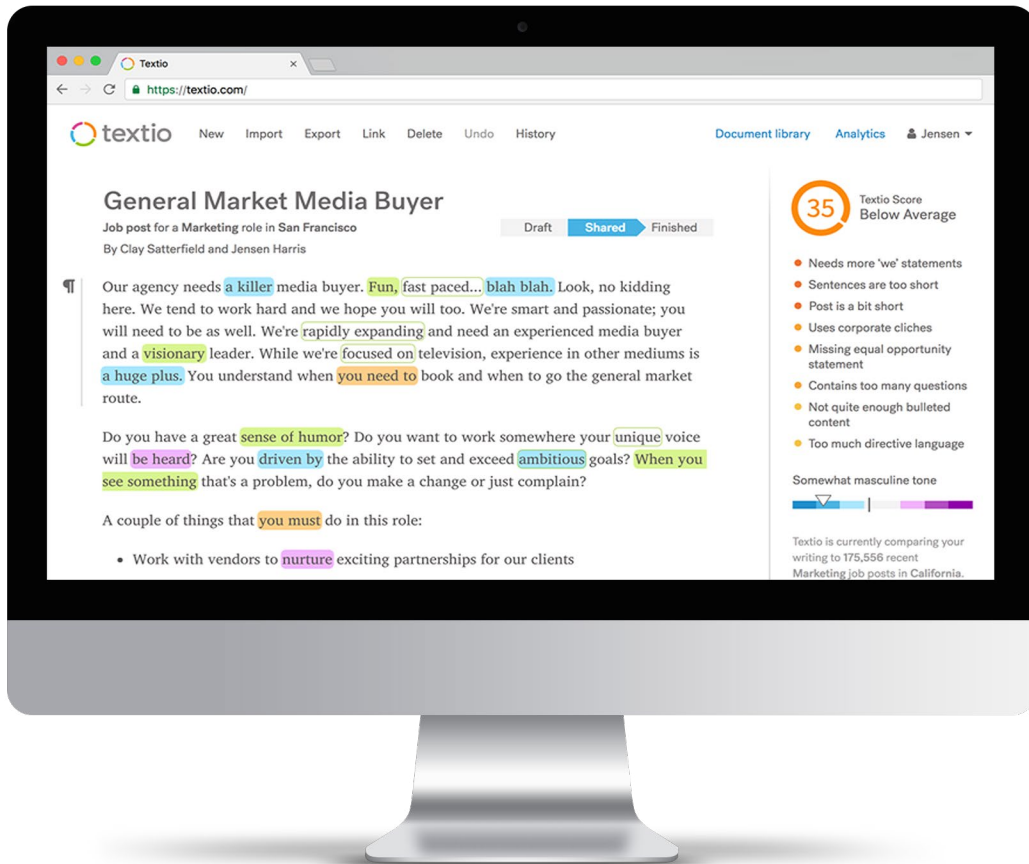 Textio
https://textio.com/
textio New Import Export Link Delete Undo History Document library Analytics Jensen
General Market Media Buyer
Job post for a Marketing role in San Francisco
By Clay Satterfield and Jensen Harris
Draft Shared Finished
¶ Our agency needs a killer media buyer. Fun, fast paced... blah blah. Look, no kidding
here. We tend to work hard and we hope you will too. We're smart and passionate; you
will need to be as well. We're rapidly expanding and need an experienced media buyer
and a visionary leader. While we're focused on television, experience in other mediums is
a huge plus. You understand when you need to book and when to go the general market
route.
Do you have a great sense of humor? Do you want to work somewhere your unique voice
will be heard? Are you driven by the ability to set and exceed ambitious goals? When you
see something that's a problem, do you make a change or just complain?
A couple of things that you must do in this role:
• Work with vendors to nurture exciting partnerships for our clients
35
Textio Score
Below Average
• Needs more 'we' statements
• Sentences are too short
• Post is a bit short
• Uses corporate cliches
• Missing equal opportunity
statement
• Contains too many questions
• Not quite enough bulleted
content
• Too much directive language
Somewhat masculine tone
Textio is currently comparing your
writing to 175,556 recent
Marketing job posts in California.